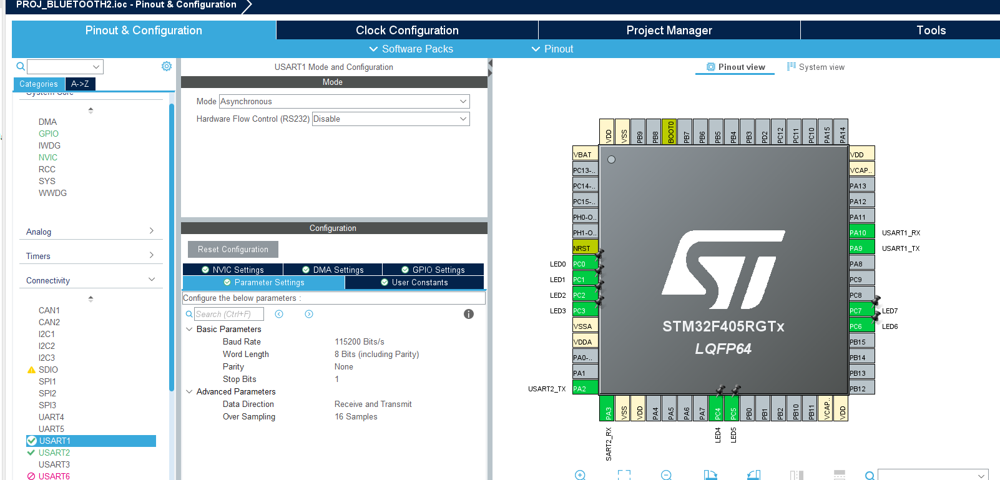 PROJ_BLUETOOTH2.ioc - Pinout & Configuration
Pinout & Configuration
Clock Configuration
Project Manager
Tools
Software Packs
Pinout
Categories
A->Z
System Core
DMA
GPIO
IWDG
NVIC
RCC
SYS
WWDG
Analog
Timers
Connectivity
CAN1
CAN2
I2C1
I2C2
I2C3
SDIO
SPI1
SPI2
SPI3
UART4
UART5
USART1
USART2
USART3
USART6
USART1 Mode and Configuration
Mode
Mode Asynchronous
Hardware Flow Control (RS232) Disable
Configuration
Reset Configuration
NVIC Settings
DMA Settings
GPIO Settings
Parameter Settings
User Constants
Configure the below parameters :
Search (Ctrl+F)
Basic Parameters
Baud Rate 115200 Bits/s
Word Length 8 Bits (including Parity)
Parity None
Stop Bits 1
Advanced Parameters
Data Direction Receive and Transmit
Over Sampling 16 Samples
Pinout view
System view
VDD
VSS
PB9
PB8
BOOT0
PB7
PB6
PB5
PB4
PB3
PD2
PC12
PC11
PC10
PA15
PA14
VBAT
PC13-..
PC14-..
PC15-..
PH0-O..
PH1-O..
NRST
LED0 PC0
LED1 PC1
LED2 PC2
LED3 PC3
VSSA
VDDA
PA0-..
PA1
USART2_TX PA2
STM32F405RGTx
LQFP64
VDD
VCAP..
PA13
PA12
PA11
PA10 USART1_RX
PA9 USART1_TX
PA8
PC9
PC8
PC7 LED7
PC6 LED6
PB15
PB14
PB13
PB12
PA3
VSS
VDD
PA4
PA5
PA6
PA7
PC4
PC5
PB0
PB1
PB2
PB10
PB11
VCAP..
VDD
SART2_RX
LED4
LED5